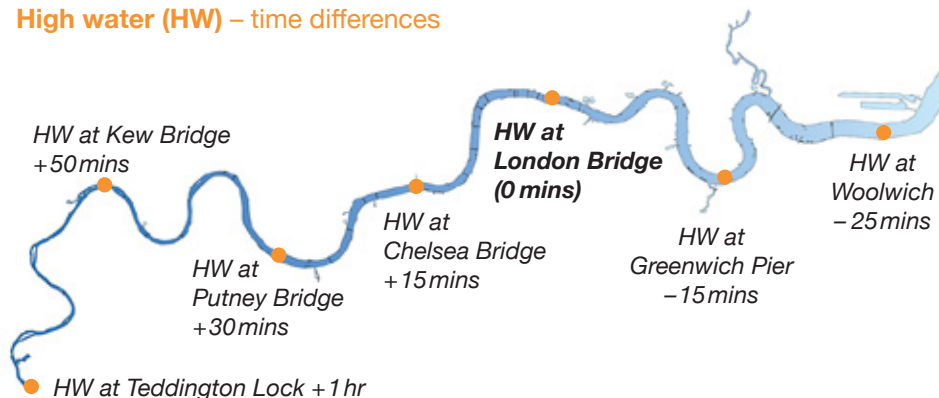 High water (HW) – time differences
HW at Kew Bridge
+50 mins
HW at
Putney Bridge
+30 mins
HW at
Chelsea Bridge
+15 mins
HW at
London Bridge
(0 mins)
HW at
Greenwich Pier
–15 mins
HW at
Woolwich
–25 mins
HW at Teddington Lock +1 hr